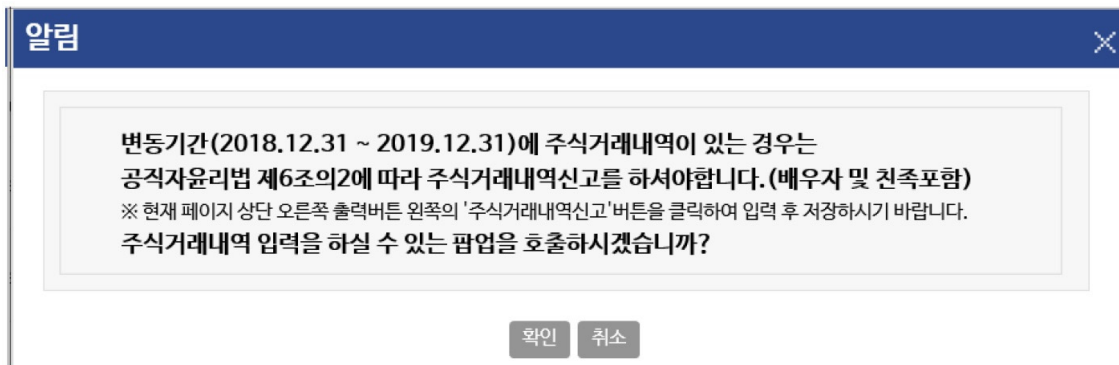 알림
변동기간(2018.12.31 ~ 2019.12.31)에 주식거래내역이 있는 경우는
공직자윤리법 제6조의2에 따라 주식거래내역신고를 하셔야합니다.(배우자 및 친족포함)
※ 현재 페이지 상단 오른쪽 출력버튼 왼쪽의 '주식거래내역신고'버튼을 클릭하여 입력 후 저장하시기 바랍니다.
주식거래내역 입력을 하실 수 있는 팝업을 호출하시겠습니까?
확인 취소